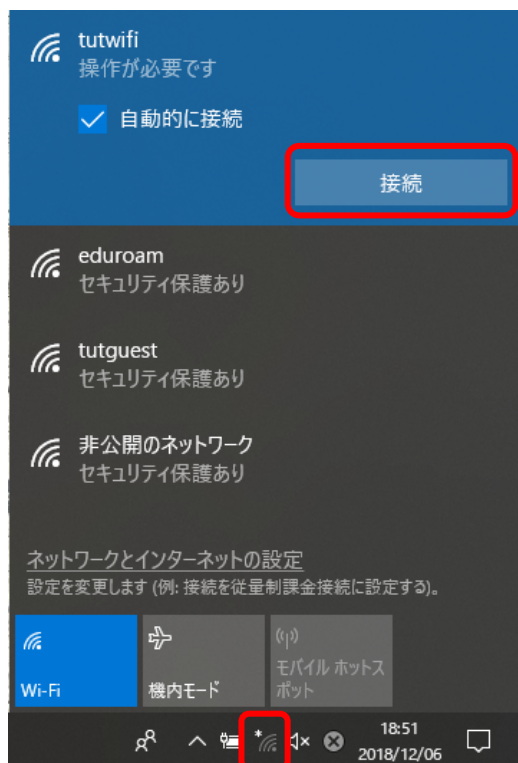 tutwifi
操作が必要です
自動的に接続
接続
eduroam
セキュリティ保護あり
tutguest
セキュリティ保護あり
非公開のネットワーク
セキュリティ保護あり
ネットワークとインターネットの設定
設定を変更します (例: 接続を従量制課金接続に設定する)。
Wi-Fi
機内モード
モバイル ホットス
ポット
18:51
2018/12/06